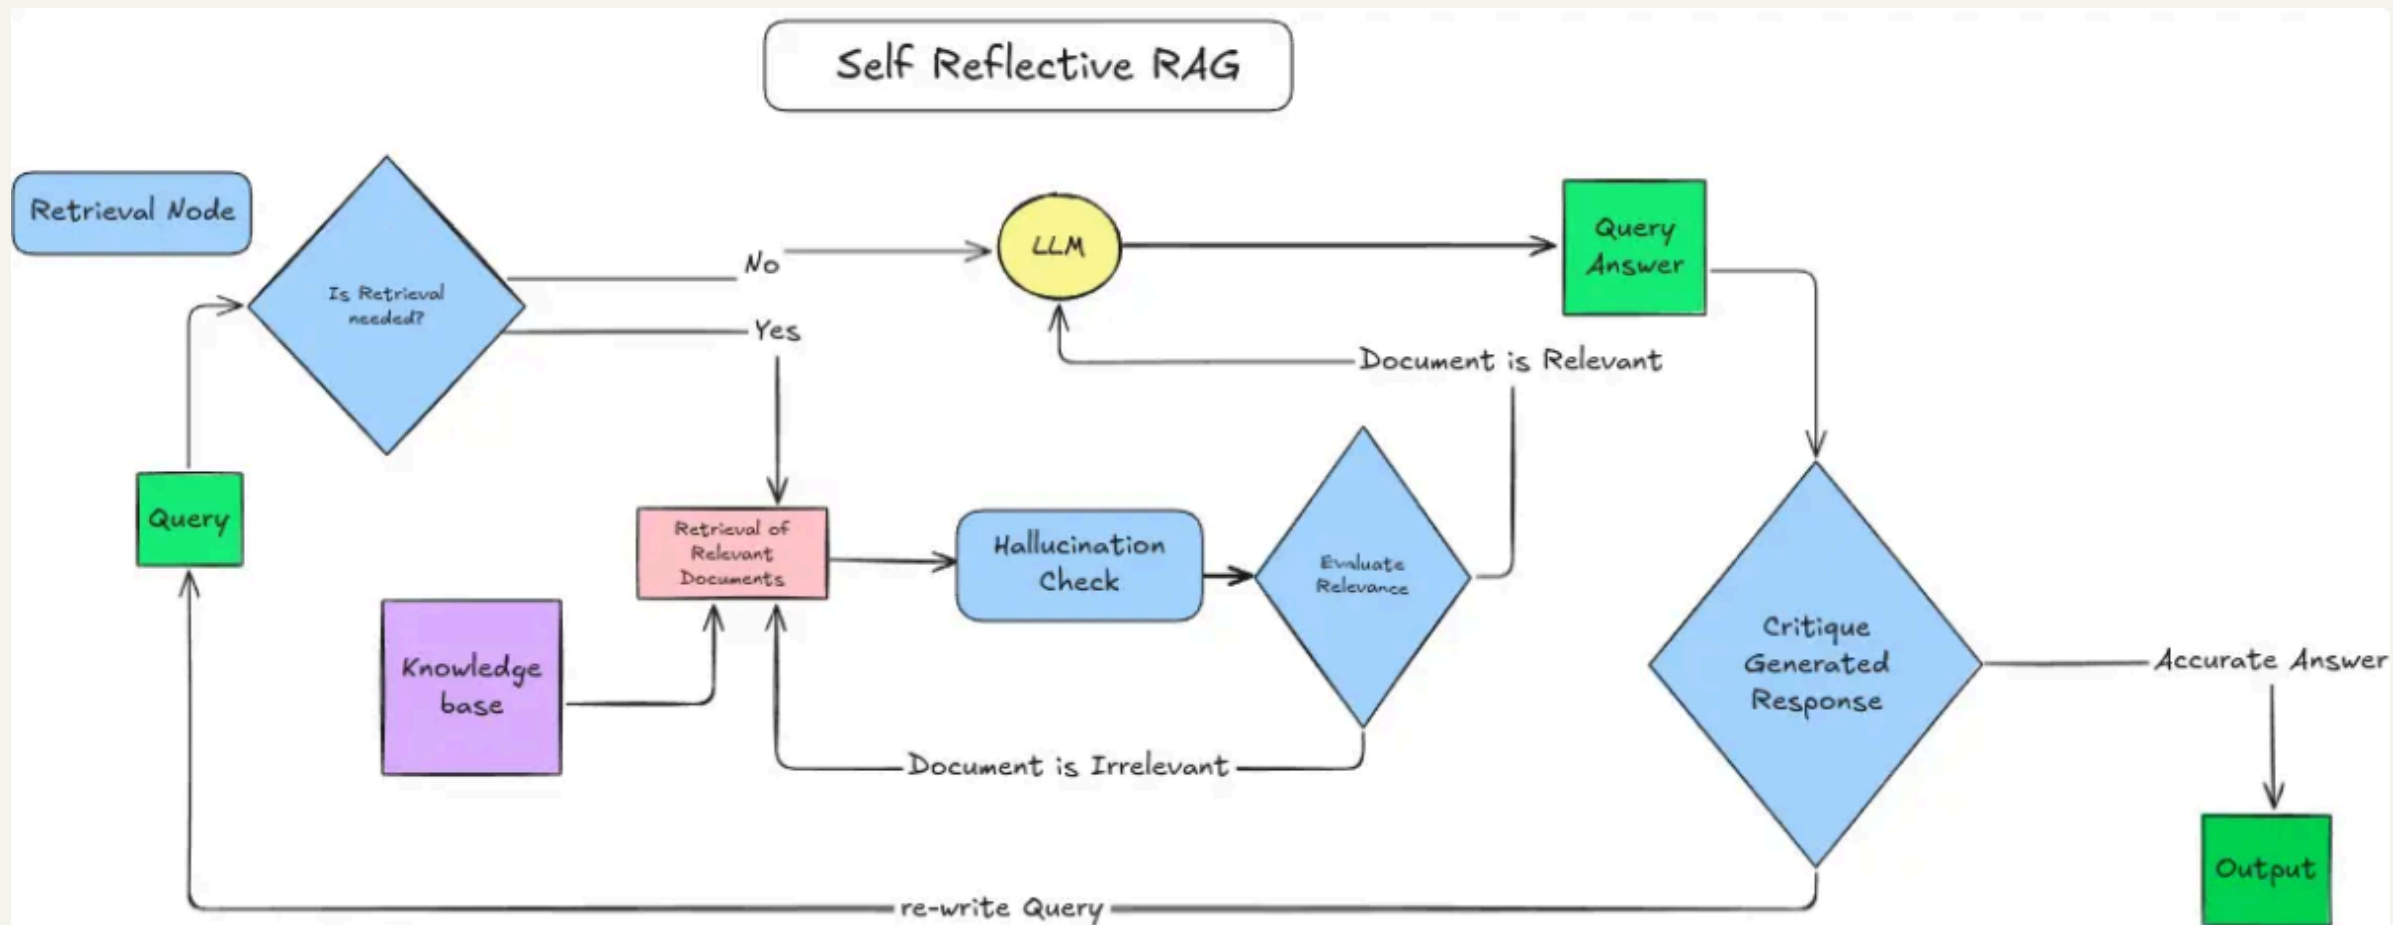 Self Reflective RAG
Retrieval Node
Is Retrieval
needed?
No
Yes
LLM
Query
Answer
Document is Relevant
Query
Retrieval of
Relevant
Documents
Hallucination
Check
Evaluate
Relevance
Knowledge
base
Document is Irrelevant
Critique
Generated
Response
Accurate Answer
Output
re-write Query